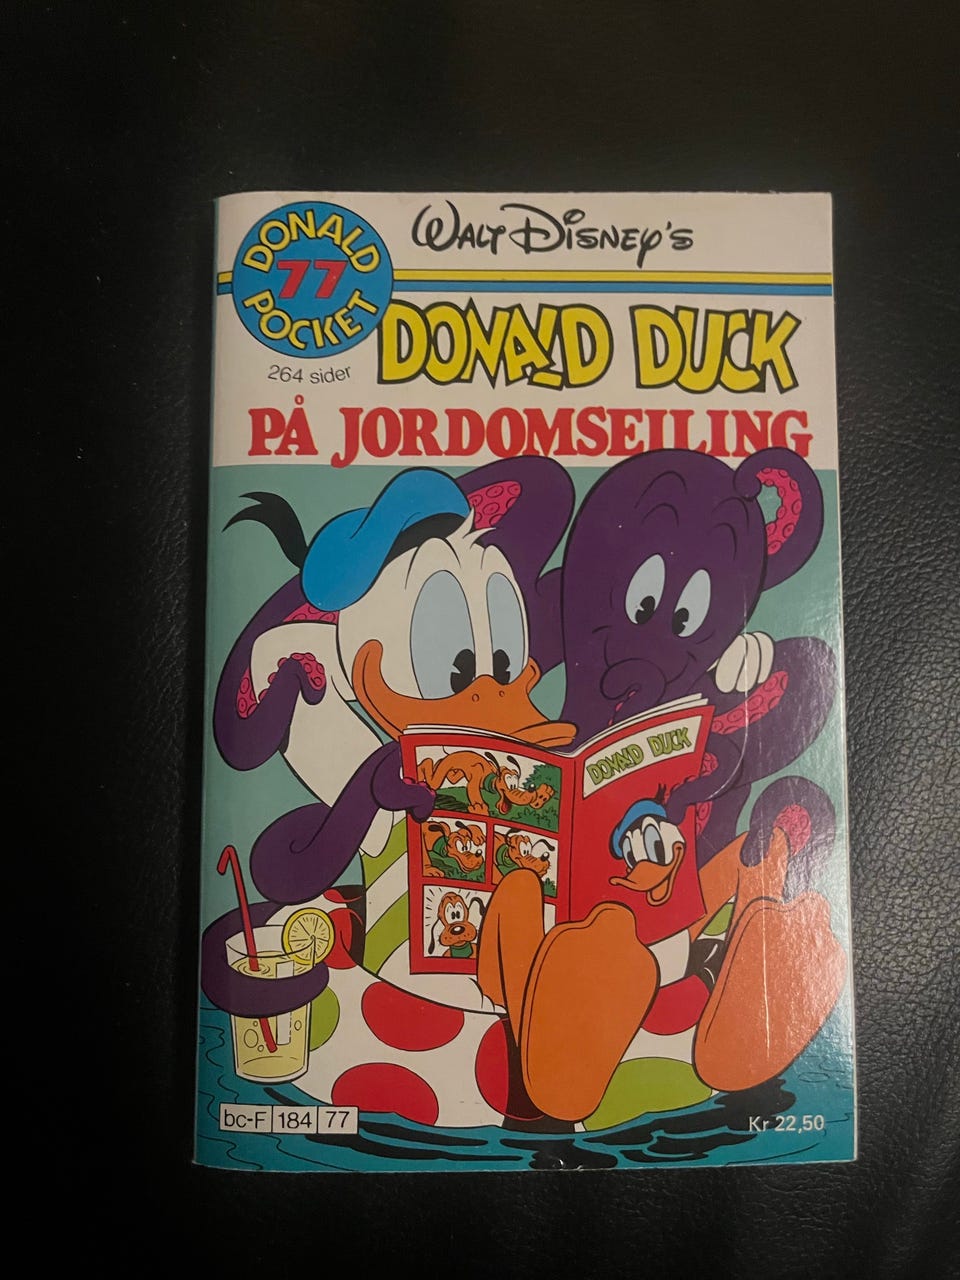 DONALD
77
POCKET
WALT DISNEY'S
264 sider
DONALD DUCK
PÅ JORDOMSEILING
DONALD DUCK
bc-F 184 77
Kr 22,50